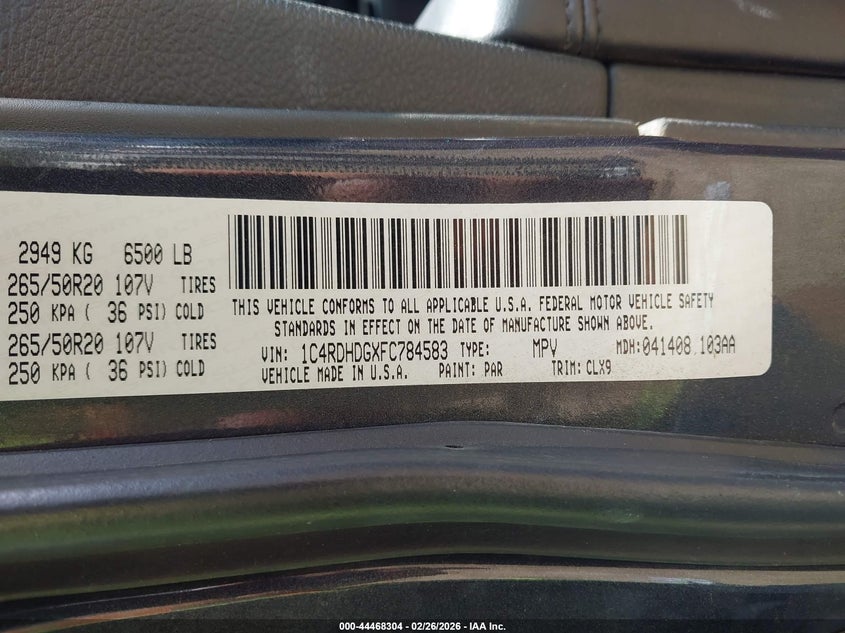 2949 KG 6500 LB
265/50R20 107V TIRES
250 KPA ( 36 PSI) COLD
265/50R20 107V TIRES
250 KPA ( 36 PSI) COLD
THIS VEHICLE CONFORMS TO ALL APPLICABLE U.S.A. FEDERAL MOTOR VEHICLE SAFETY
STANDARDS IN EFFECT ON THE DATE OF MANUFACTURE SHOWN ABOVE.
VIN: 1C4RDHDGXFC784583 TYPE: MPV MDH:041408 103AA
VEHICLE MADE IN U.S.A. PAINT: PAR TRIM: CLX9
000-44468304 | 02/26/2026 - IAA Inc.